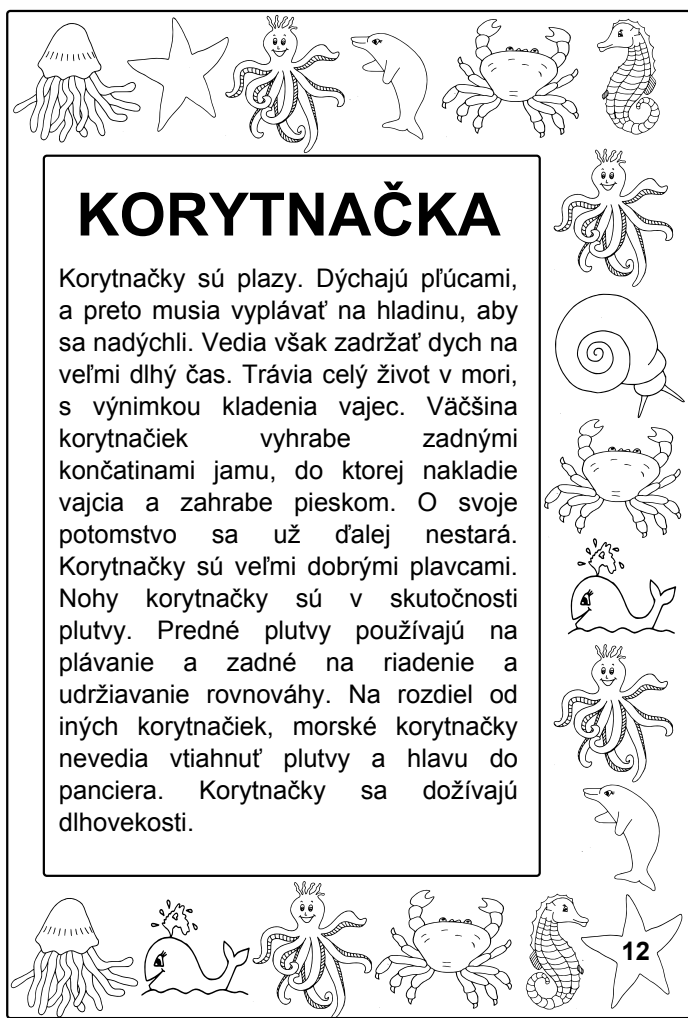 KORYTNAČKA
Korytnačky sú plazy. Dýchajú pľúcami,
a preto musia vyplávať na hladinu, aby
sa nadýchli. Vedia však zadržať dych na
veľmi dlhý čas. Trávia celý život v mori,
s výnimkou kladenia vajec. Väčšina
korytnačiek vyhrabe zadnými
končatinami jamu, do ktorej nakladie
vajcia a zahrabe pieskom. O svoje
potomstvo sa už ďalej nestará.
Korytnačky sú veľmi dobrými plavcami.
Nohy korytnačky sú v skutočnosti
plutvy. Predné plutvy používajú na
plávanie a zadné na riadenie a
udržiavanie rovnováhy. Na rozdiel od
iných korytnačiek, morské korytnačky
nevedia vtiahnuť plutvy a hlavu do
panciera. Korytnačky sa dožívajú
dlhovekosti.
12